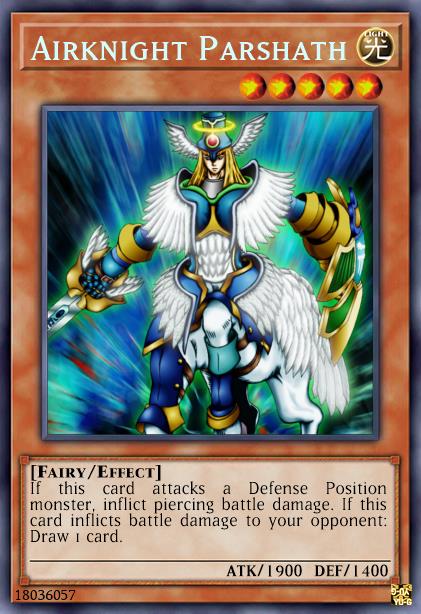 AIRKNIGHT PARSHATH
LIGHT
光
[FAIRY/EFFECT]
If this card attacks a Defense Position
monster, inflict piercing battle damage. If this
card inflicts battle damage to your opponent:
Draw 1 card.
ATK/1900 DEF/1400
18036057